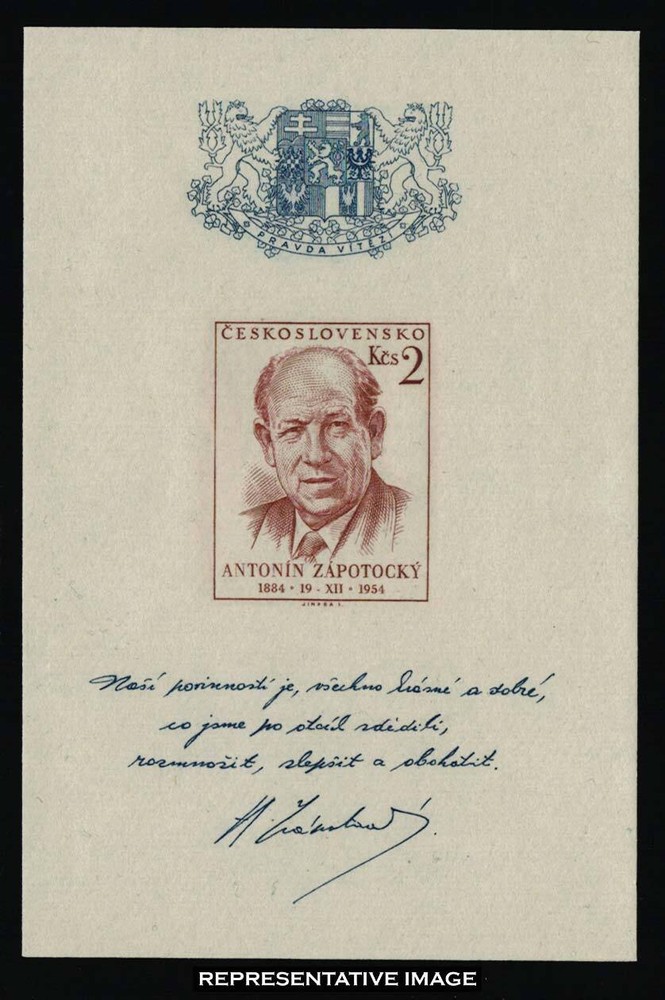 PRAVDA VÍTĚZÍ
ČESKOSLOVENSKO
Kčs 2
ANTONÍN ZÁPOTOCKÝ
1884 • 19 - XII • 1954
Naší povinností je, všechno krásné a dobré,
co jsme po otcích zdědili,
rozmnožit, zlepšit a obohatit.
A Zápotocký
REPRESENTATIVE IMAGE